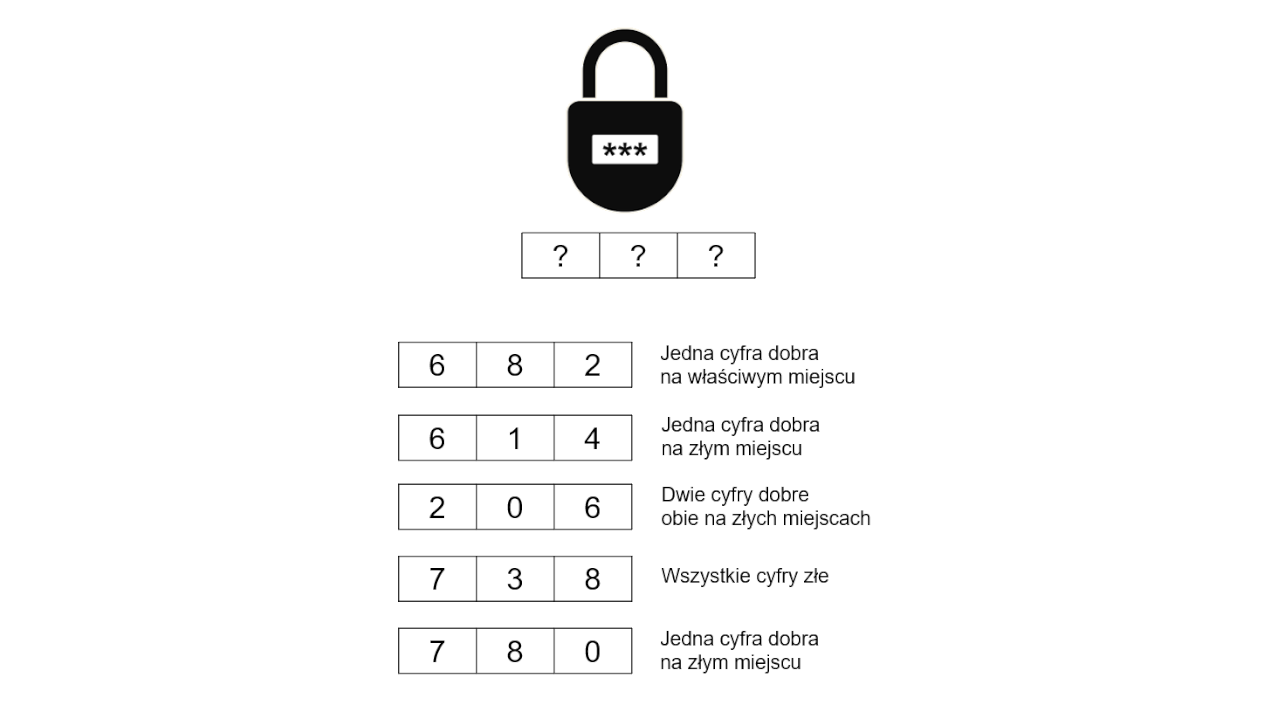 ***
? ? ?
6 8 2
Jedna cyfra dobra
na właściwym miejscu
6 1 4
Jedna cyfra dobra
na złym miejscu
2 0 6
Dwie cyfry dobre
obie na złych miejscach
7 3 8
Wszystkie cyfry złe
7 8 0
Jedna cyfra dobra
na złym miejscu